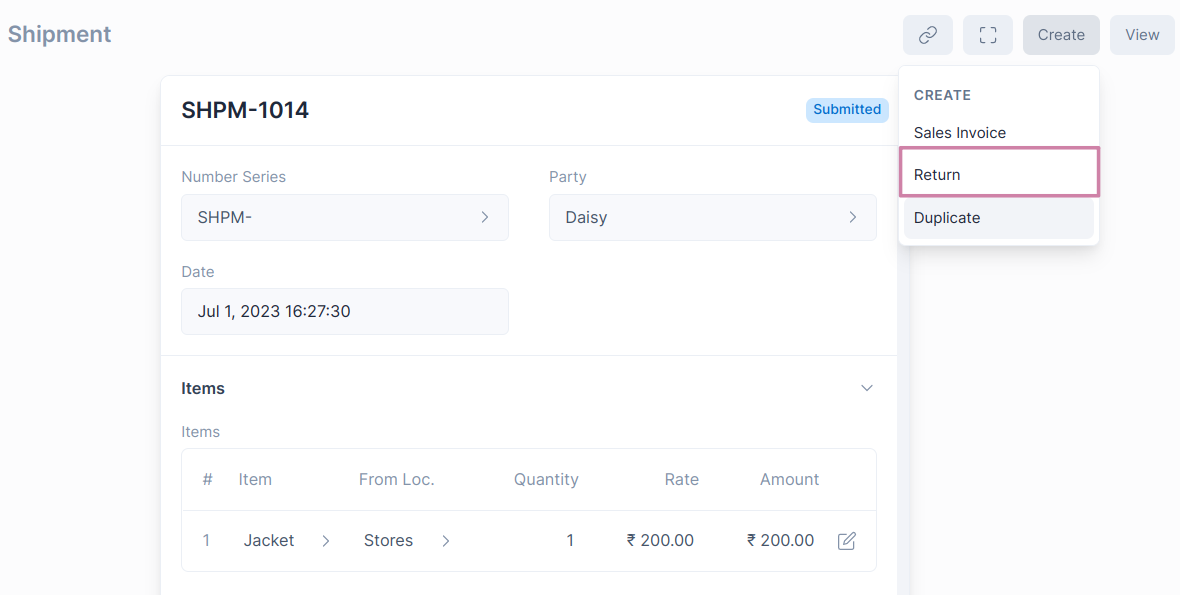 Shipment
Create
View
CREATE
Sales Invoice
Return
Duplicate
SHPM-1014
Submitted
Number Series
Party
SHPM-
Daisy
Date
Jul 1, 2023 16:27:30
Items
Items
# Item From Loc. Quantity Rate Amount
1 Jacket Stores 1 ₹ 200.00 ₹ 200.00